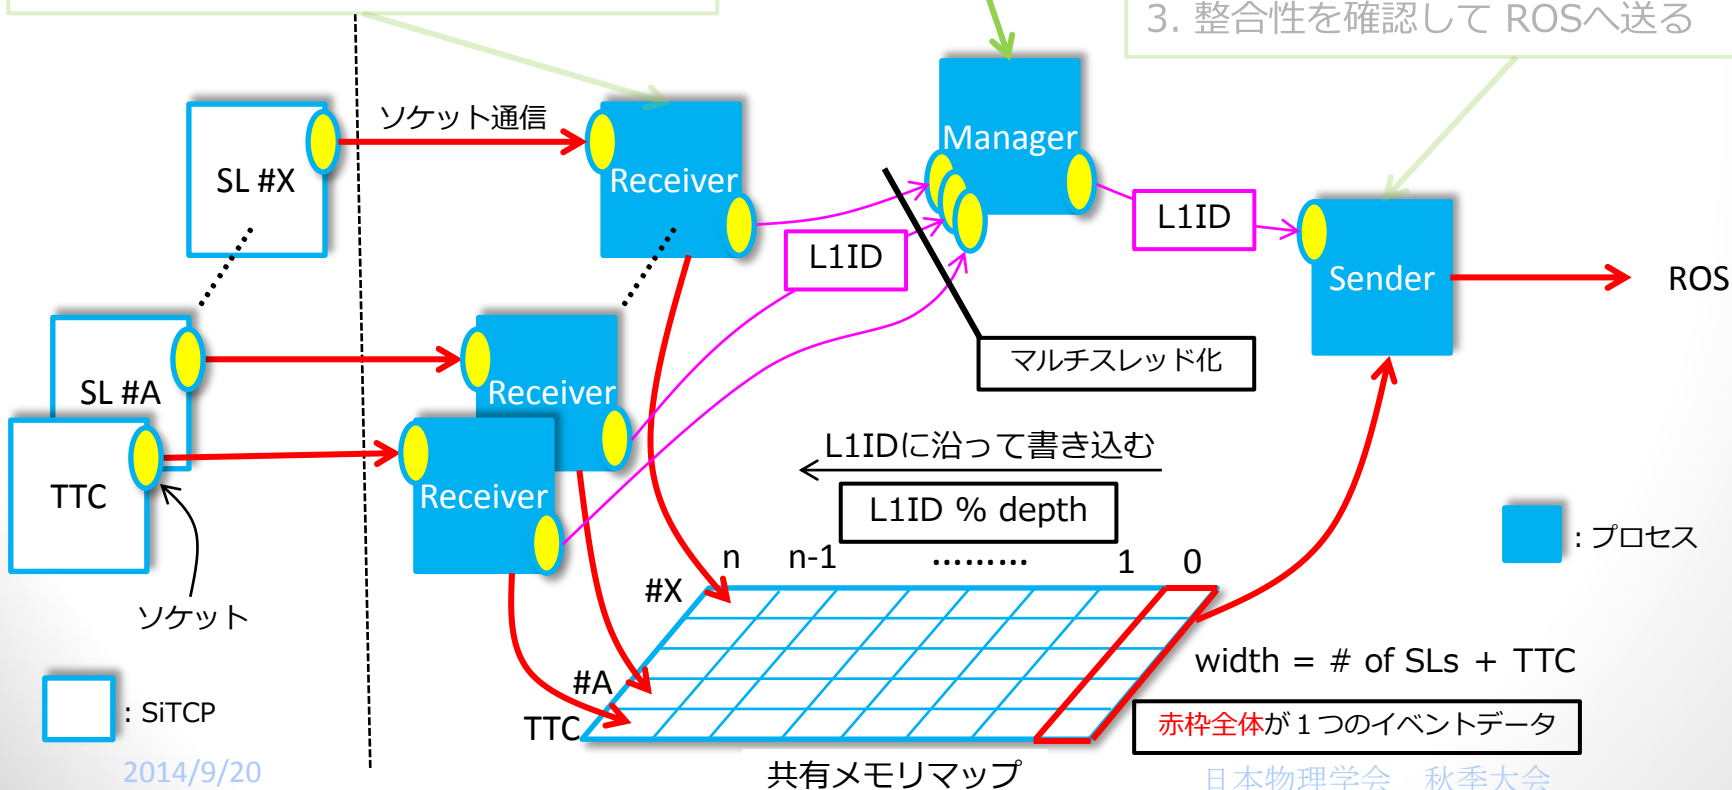 3. 整合性を確認して ROSへ送る
ソケット通信
Manager
SL #X
Receiver
L1ID
L1ID
Sender
ROS
マルチスレッド化
SL #A
Receiver
L1IDに沿って書き込む
TTC
Receiver
L1ID % depth
: プロセス
n n-1 ......... 1 0
#X
ソケット
width = # of SLs + TTC
#A
: SiTCP
TTC
赤枠全体が１つのイベントデータ
2014/9/20
共有メモリマップ
日本物理学会 秋季大会